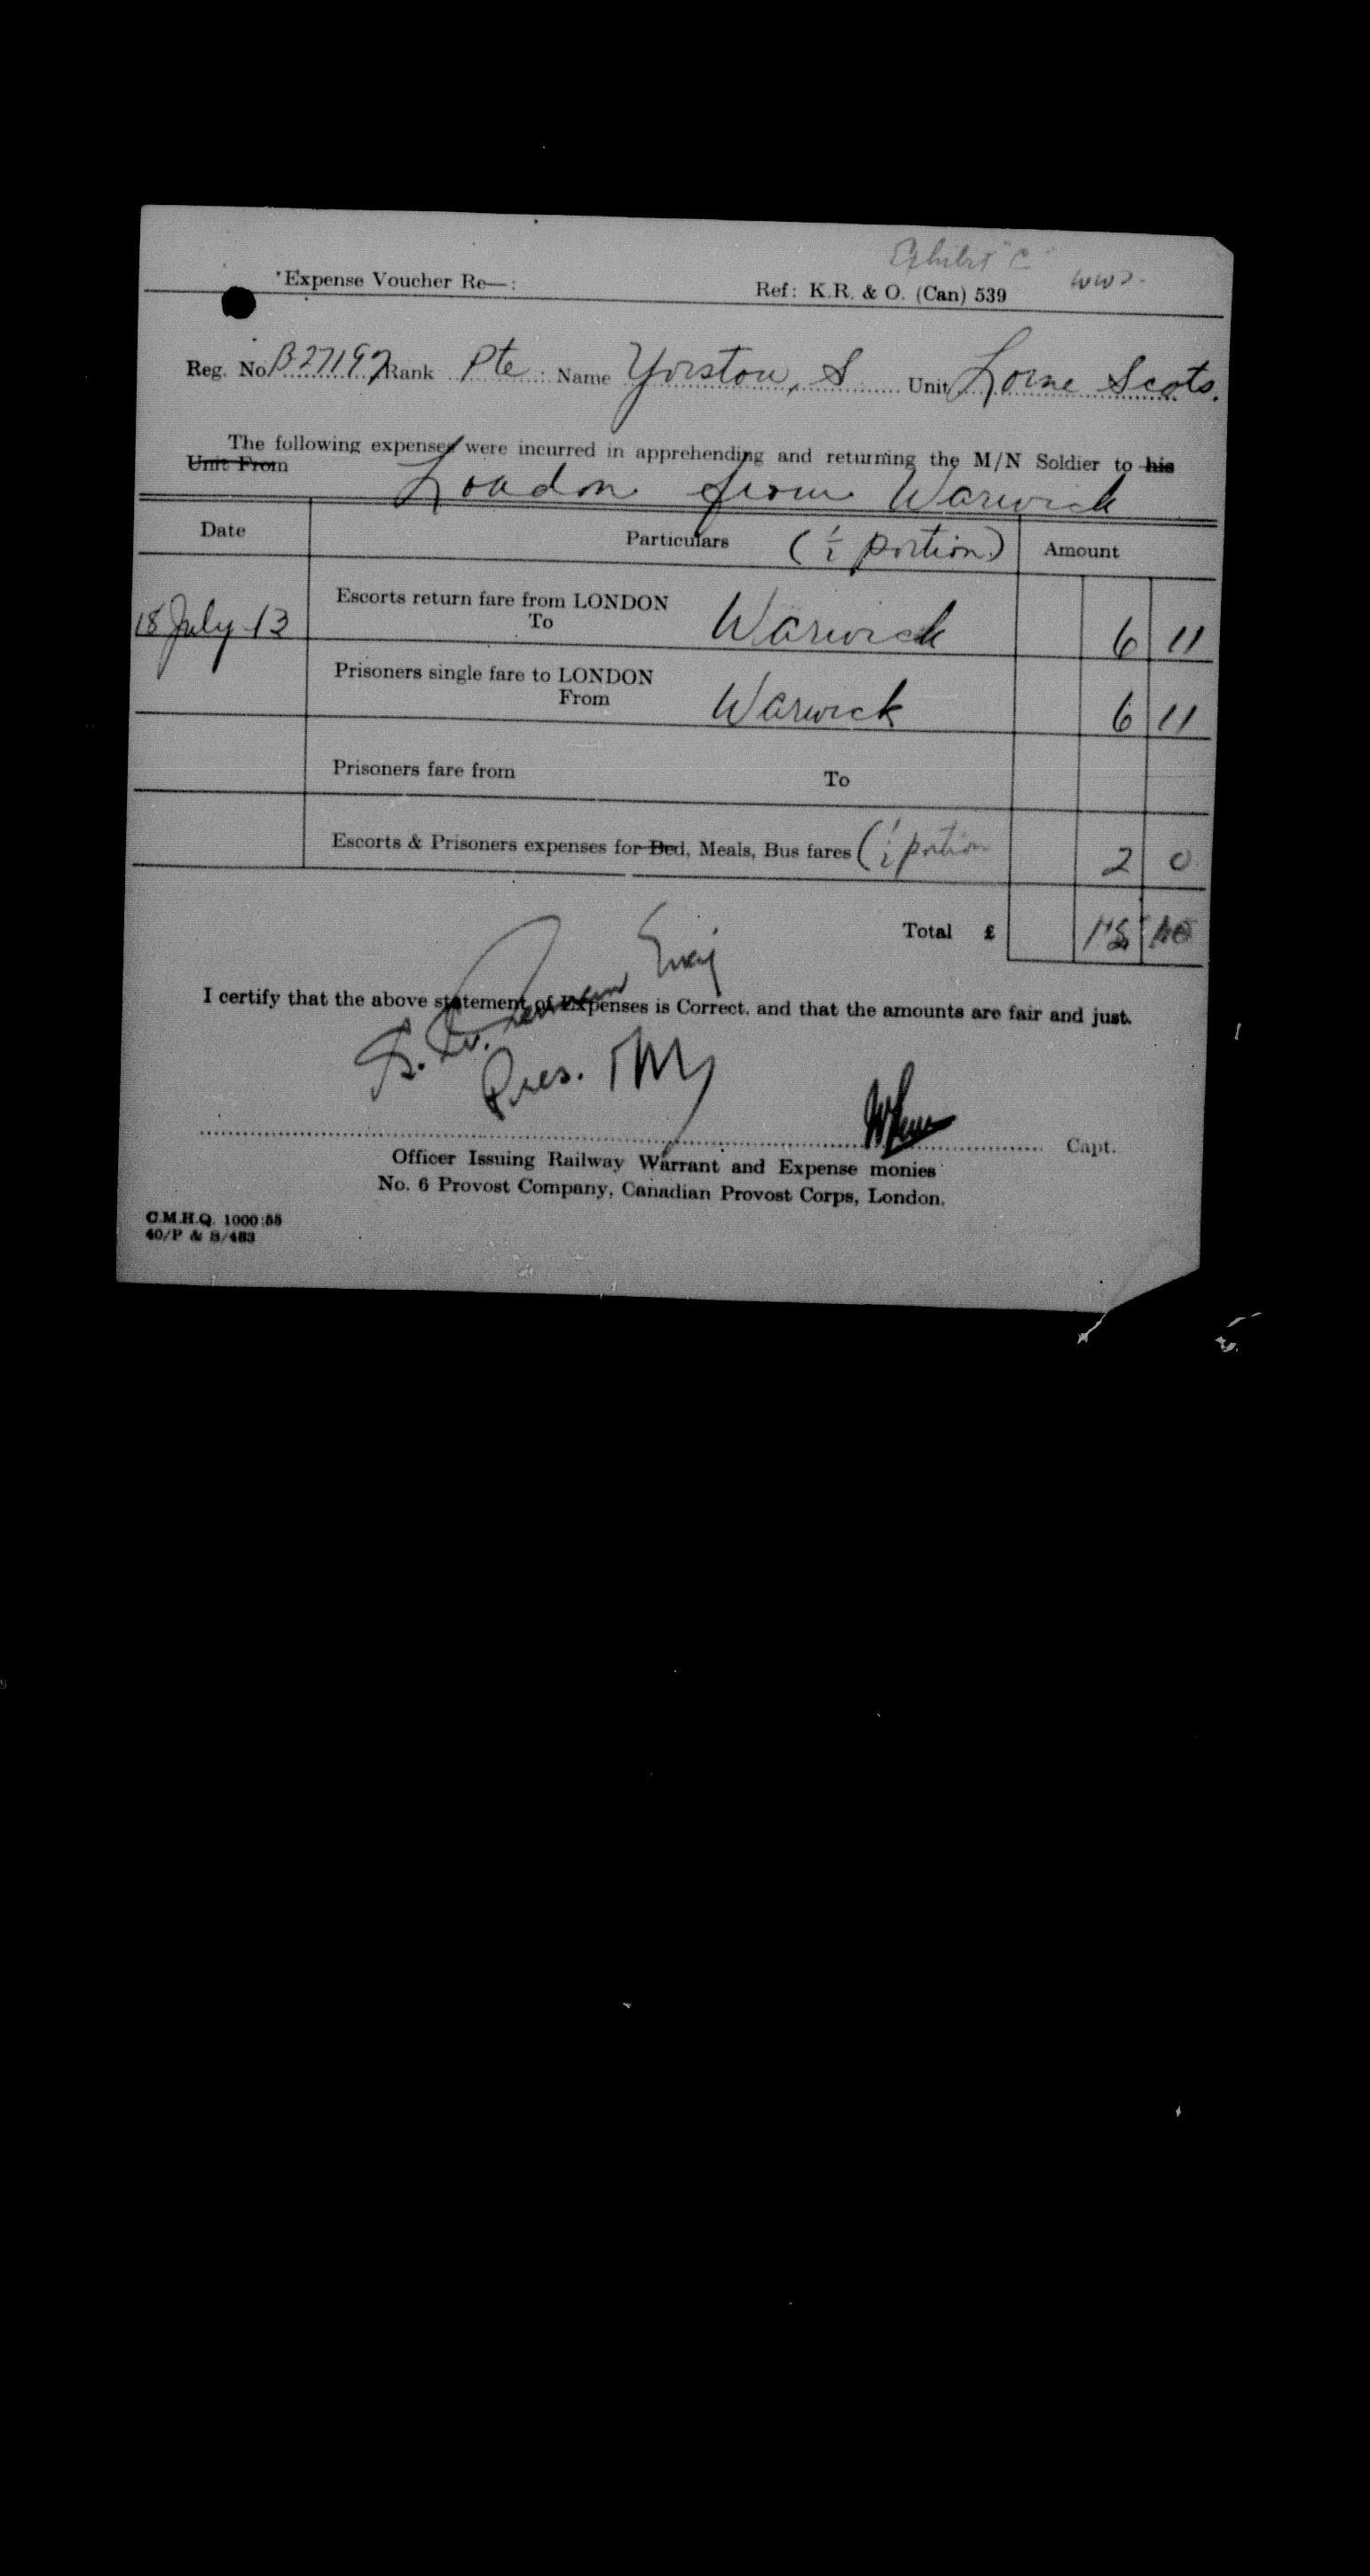 Exhibit "C"
Expense Voucher Re—:
Ref: K.R. & O. (Can) 539
Reg. No. B27197 Rank Pte Name Yorston, S Unit Lorne Scots.
The following expenses were incurred in apprehending and returning the M/N Soldier to his
Unit From London from Warwick
Date Particulars (½ portion) Amount
18 July 43 Escorts return fare from LONDON
To Warwick 6 11
Prisoners single fare to LONDON
From Warwick 6 11
Prisoners fare from To
Escorts & Prisoners expenses for Bed, Meals, Bus fares (½ portion 2 0
Total £ 15 10
I certify that the above statement of Expenses is Correct. and that the amounts are fair and just.
Pres.
Capt.
Officer Issuing Railway Warrant and Expense monies
No. 6 Provost Company, Canadian Provost Corps, London.
C.M.H.Q. 1000:55
40/P & S/483